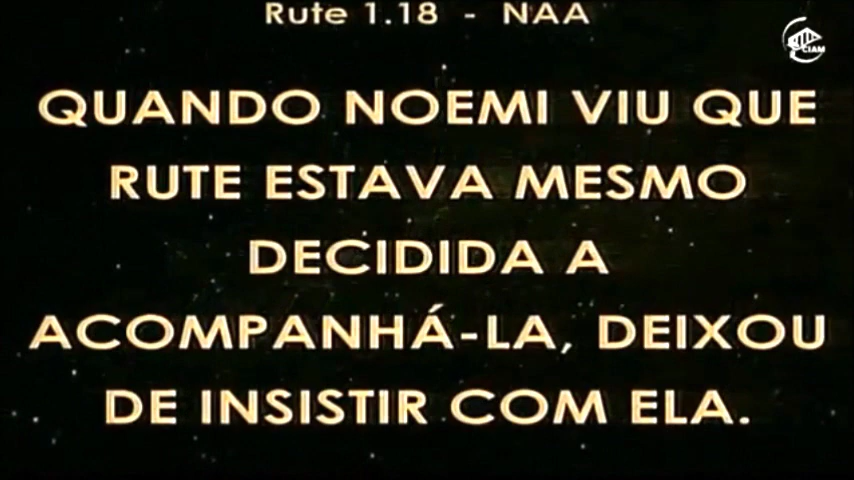 Rute 1.18 - NAA
CIAM
QUANDO NOEMI VIU QUE
RUTE ESTAVA MESMO
DECIDIDA A
ACOMPANHÁ-LA, DEIXOU
DE INSISTIR COM ELA.